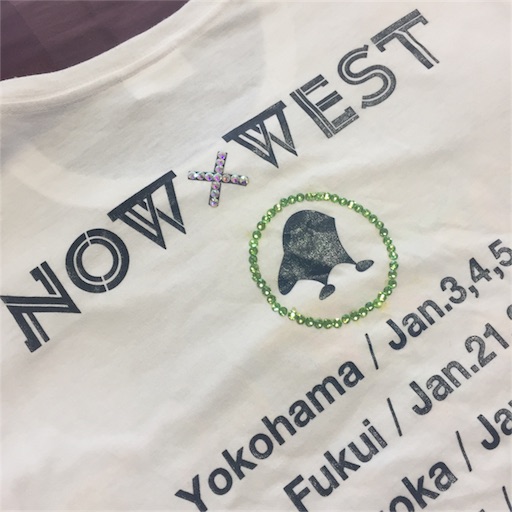 NOW×WEST
Yokohama / Jan.3,4,5
Fukui / Jan.21